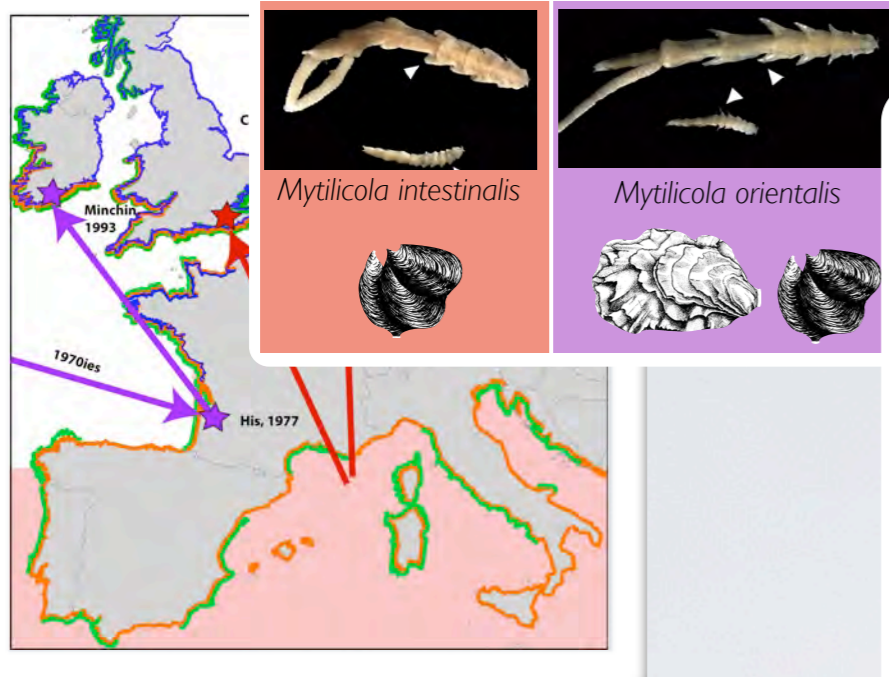 Mytilicola intestinalis
Mytilicola orientalis
C
Minchin
1993
1970ies
His, 1977